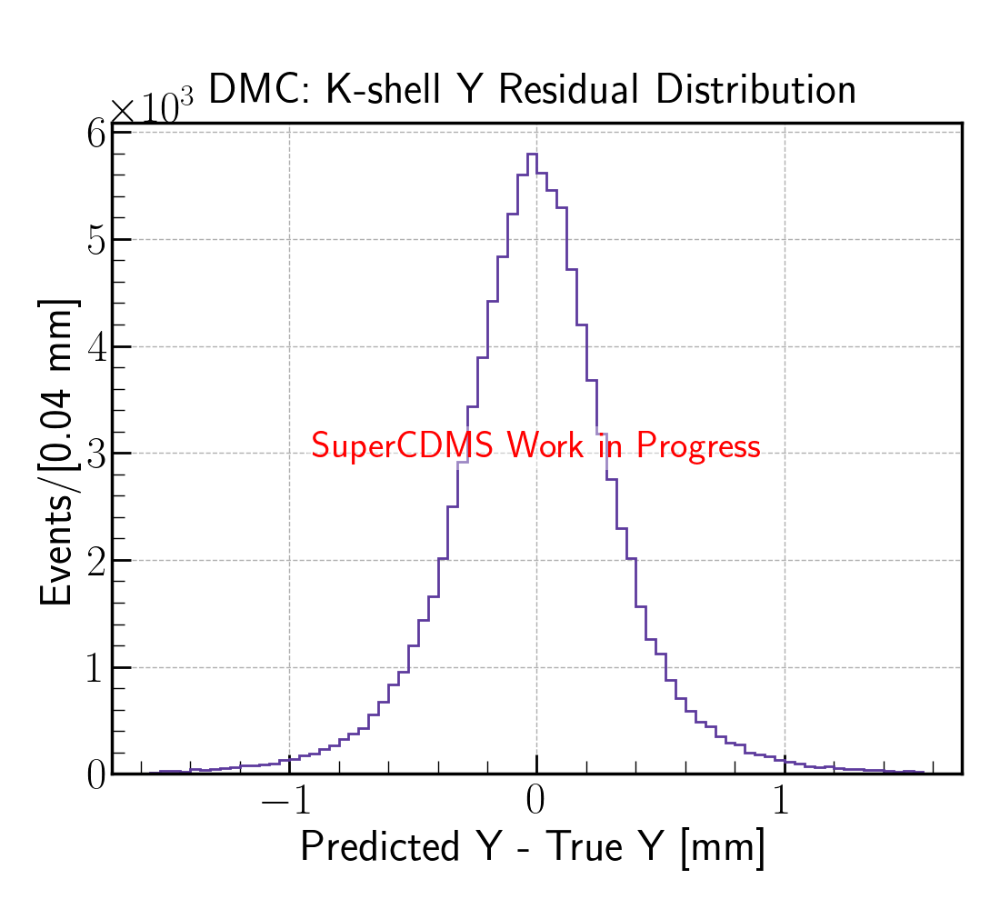 DMC: K-shell Y Residual Distribution
×10³
6
5
4
3
2
1
0
Events/[0.04 mm]
SuperCDMS Work in Progress
−1 0 1
Predicted Y - True Y [mm]